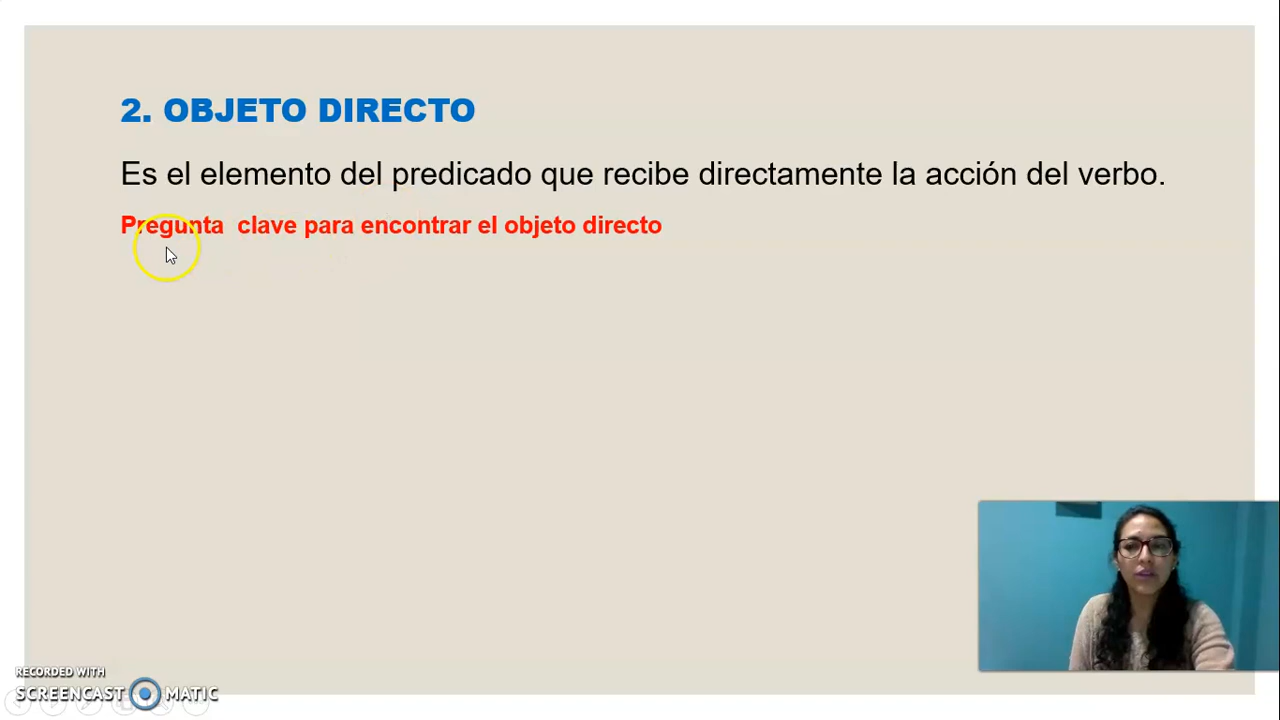 2. OBJETO DIRECTO
Es el elemento del predicado que recibe directamente la acción del verbo.
Pregunta clave para encontrar el objeto directo
RECORDED WITH
SCREENCAST MATIC